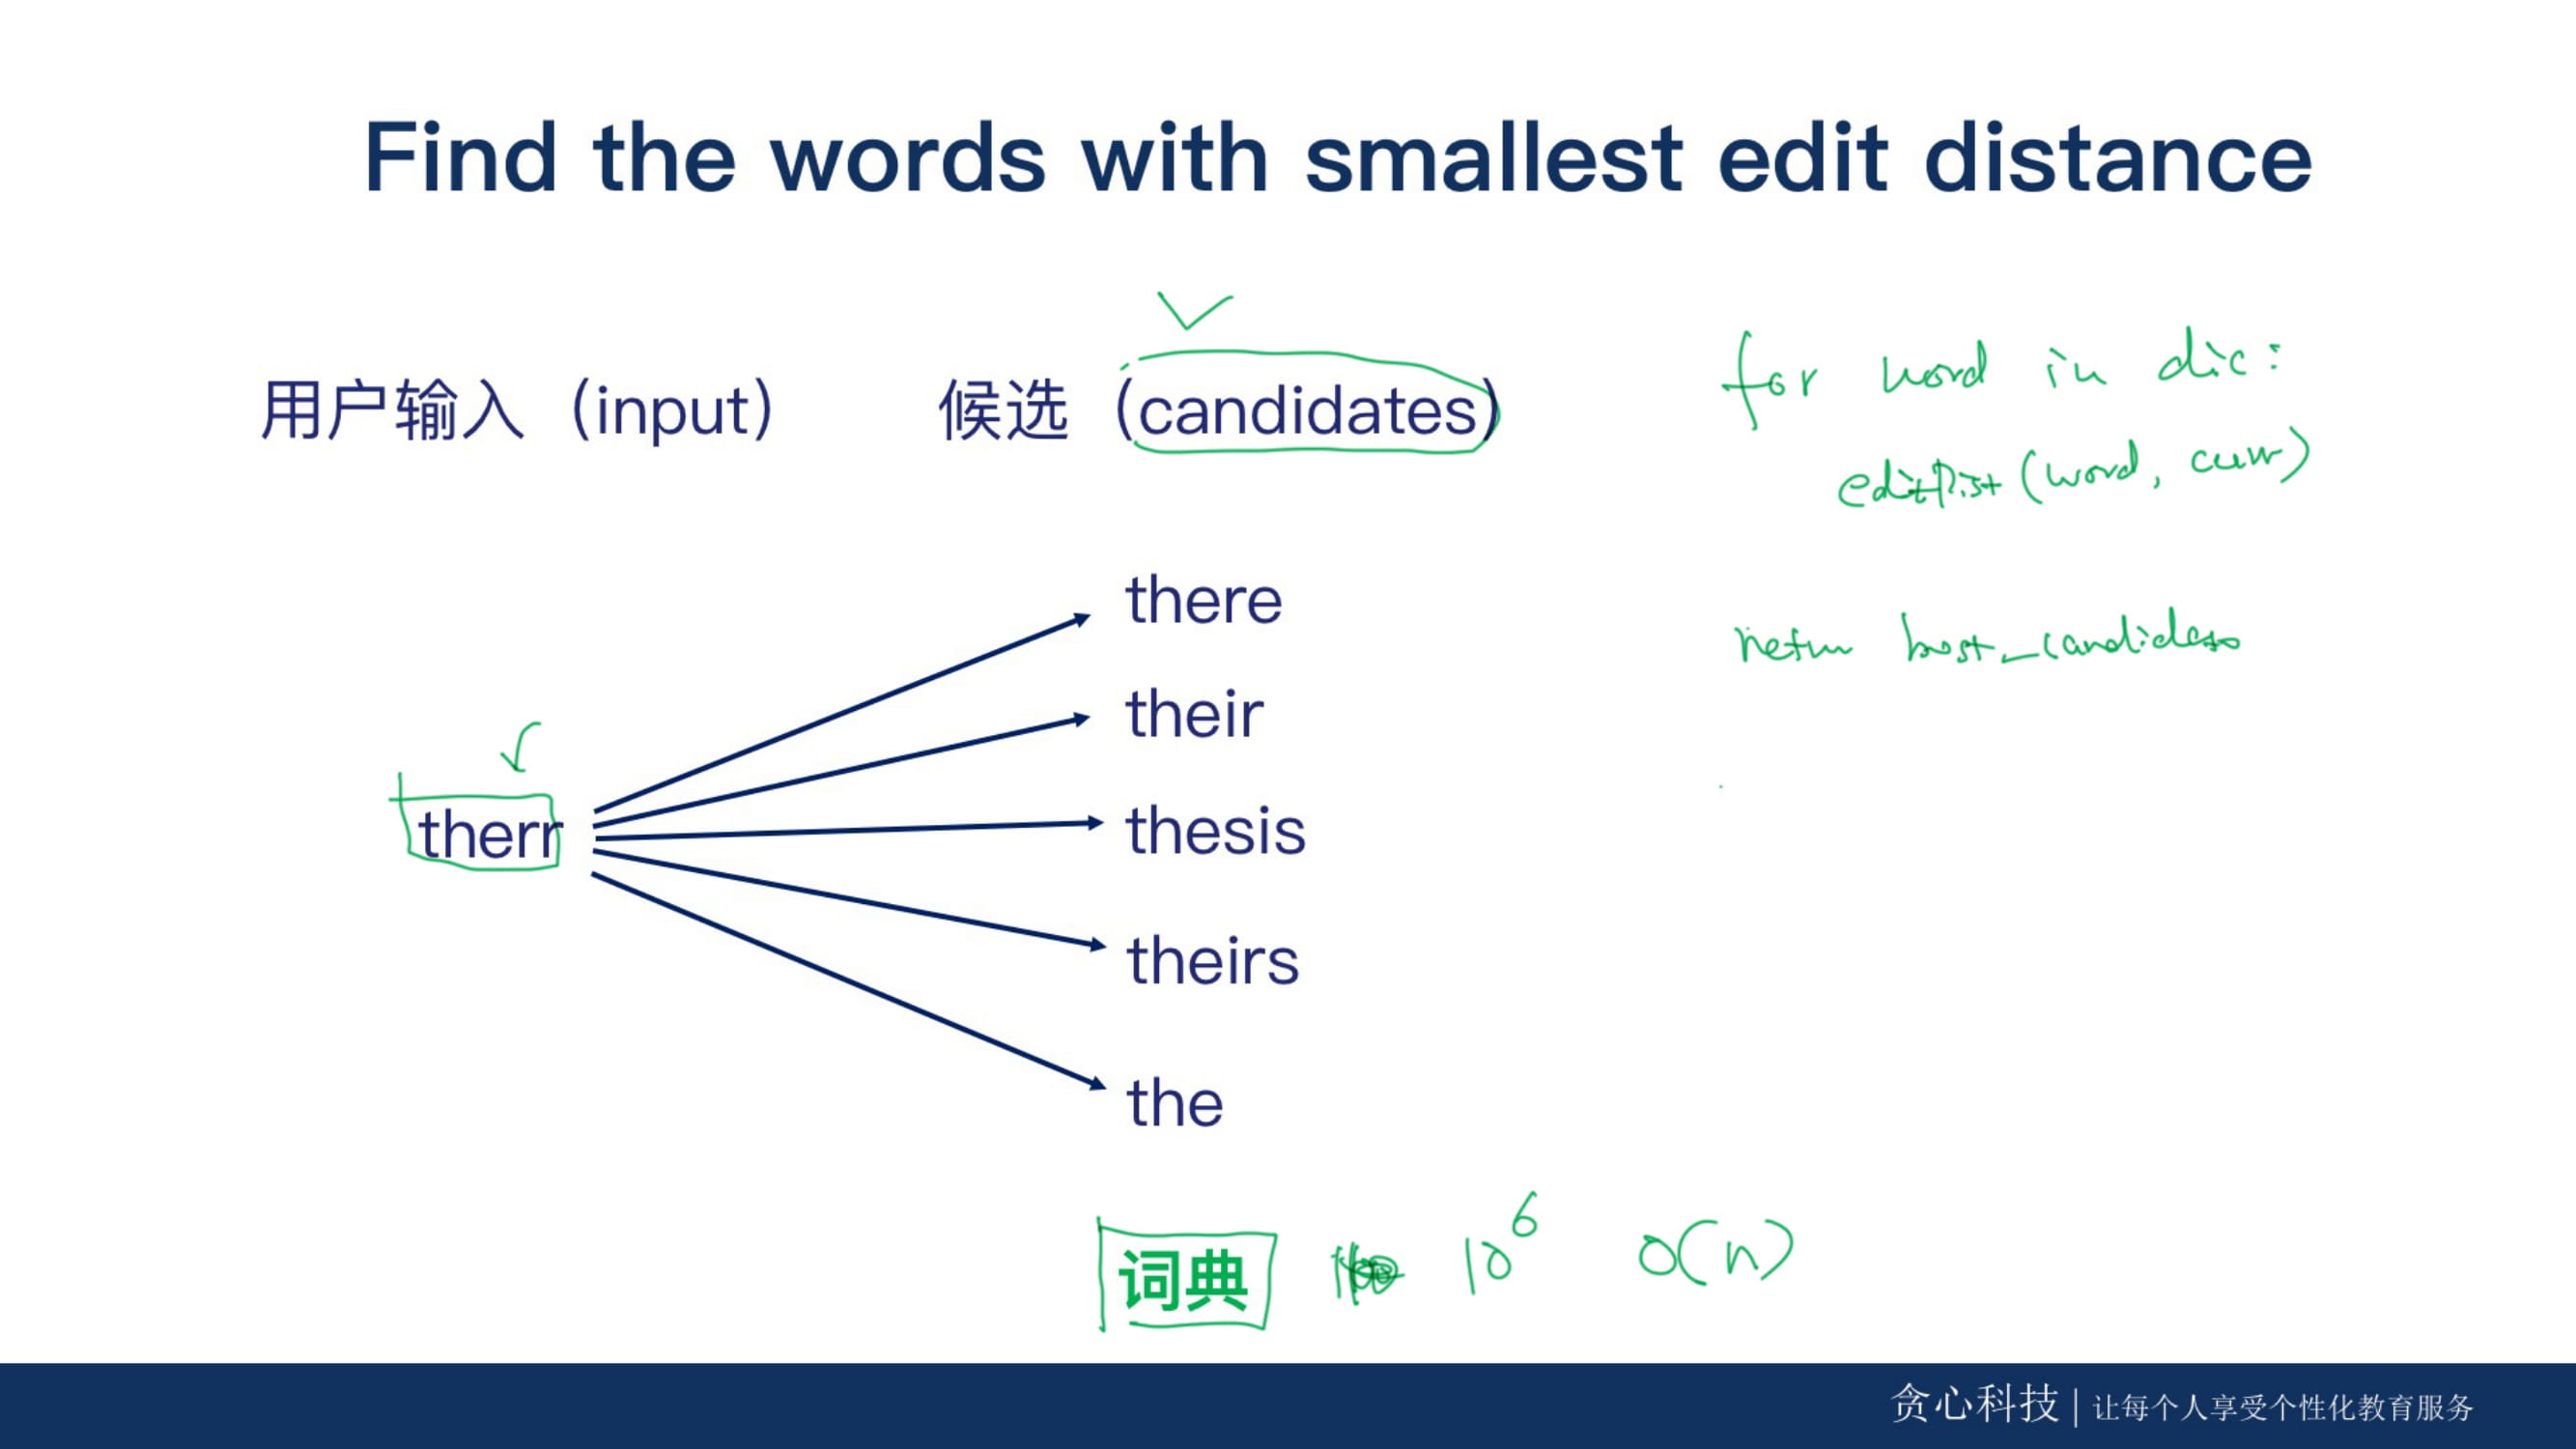 Find the words with smallest edit distance
用户输入（input） 候选（candidates）
for word in dic:
editDist (word, curr)
return best_candidates
there
their
therr
thesis
theirs
the
词典 10^6 O(n)
贪心科技 | 让每个人享受个性化教育服务